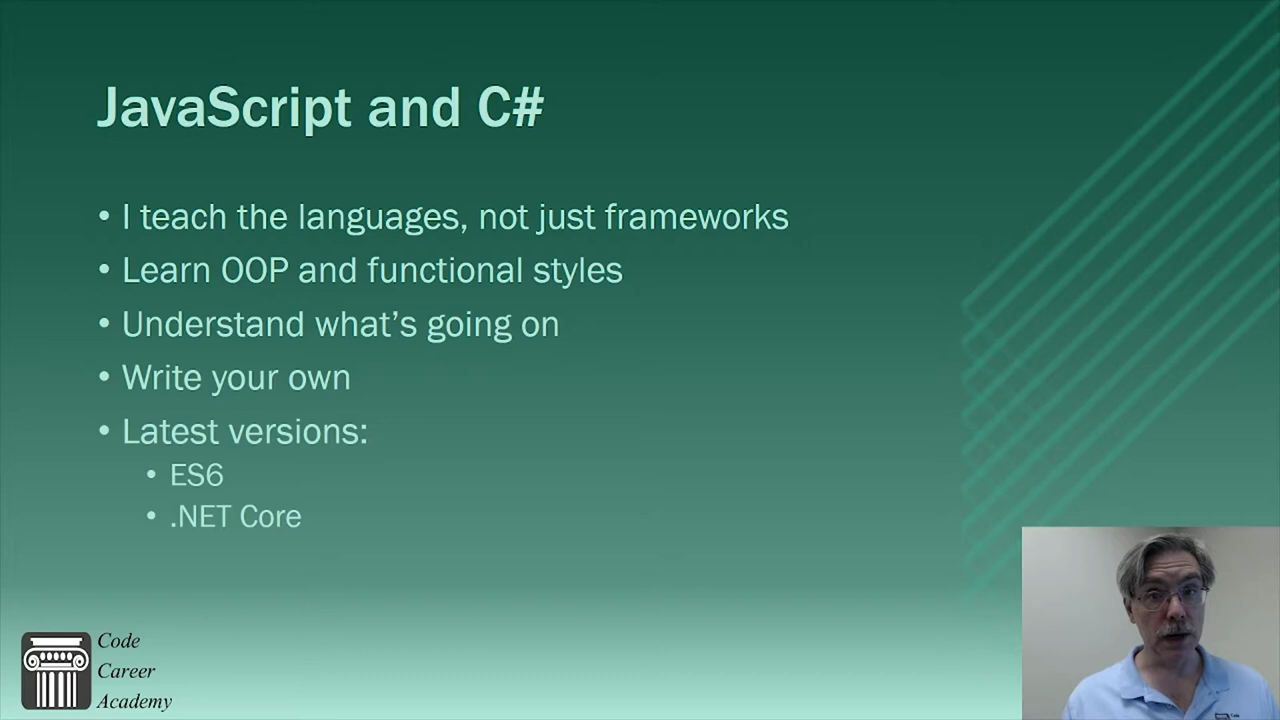 JavaScript and C#
• I teach the languages, not just frameworks
• Learn OOP and functional styles
• Understand what's going on
• Write your own
• Latest versions:
• ES6
• .NET Core
Code
Career
Academy
Code